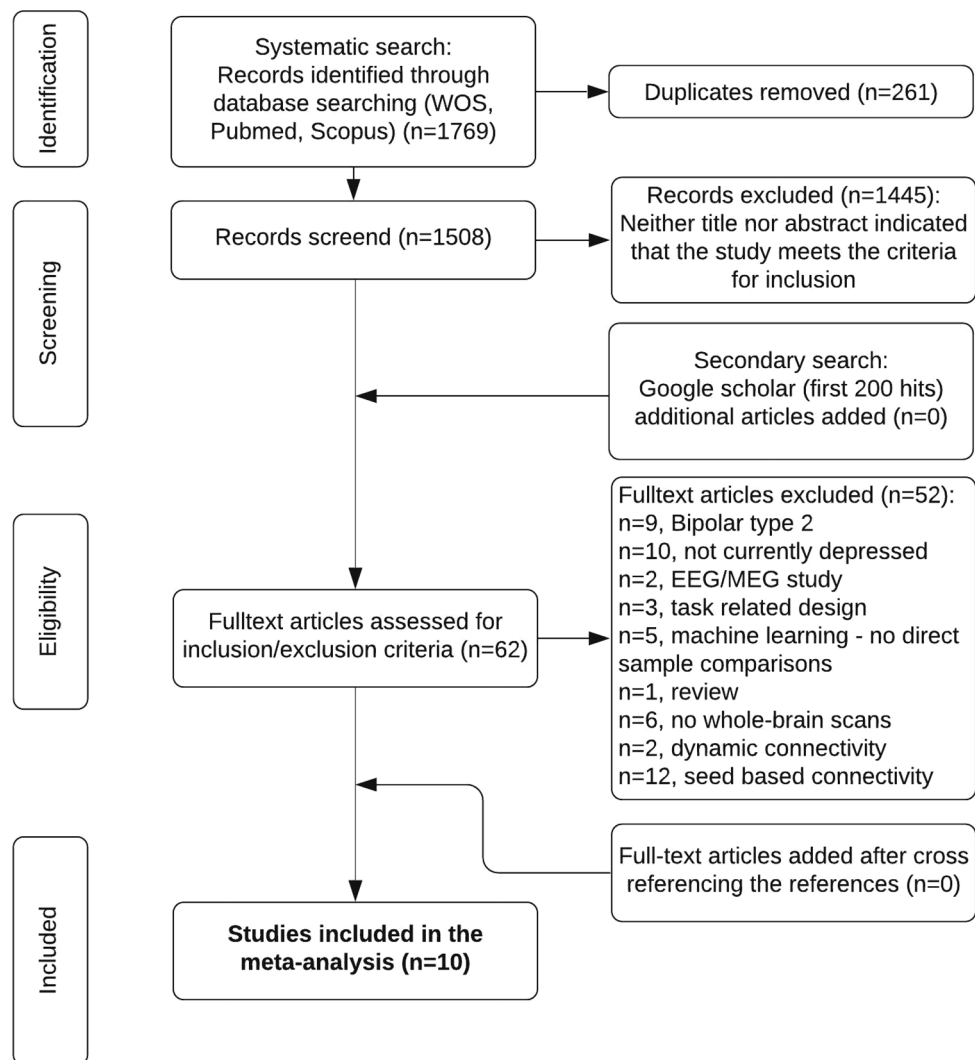 Identification
Systematic search:
Records identified through
database searching (WOS,
Pubmed, Scopus) (n=1769)
Duplicates removed (n=261)
Screening
Records screend (n=1508)
Records excluded (n=1445):
Neither title nor abstract indicated
that the study meets the criteria
for inclusion
Secondary search:
Google scholar (first 200 hits)
additional articles added (n=0)
Eligibility
Fulltext articles assessed for
inclusion/exclusion criteria (n=62)
Fulltext articles excluded (n=52):
n=9, Bipolar type 2
n=10, not currently depressed
n=2, EEG/MEG study
n=3, task related design
n=5, machine learning - no direct
sample comparisons
n=1, review
n=6, no whole-brain scans
n=2, dynamic connectivity
n=12, seed based connectivity
Full-text articles added after cross
referencing the references (n=0)
Included
Studies included in the
meta-analysis (n=10)